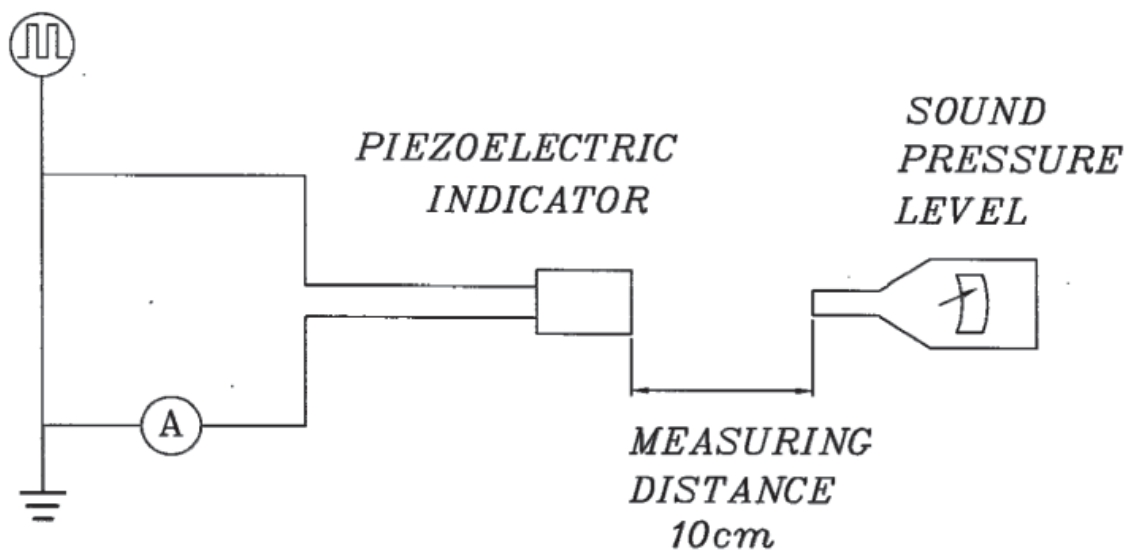 PIEZOELECTRIC
INDICATOR
SOUND
PRESSURE
LEVEL
A
MEASURING
DISTANCE
10cm